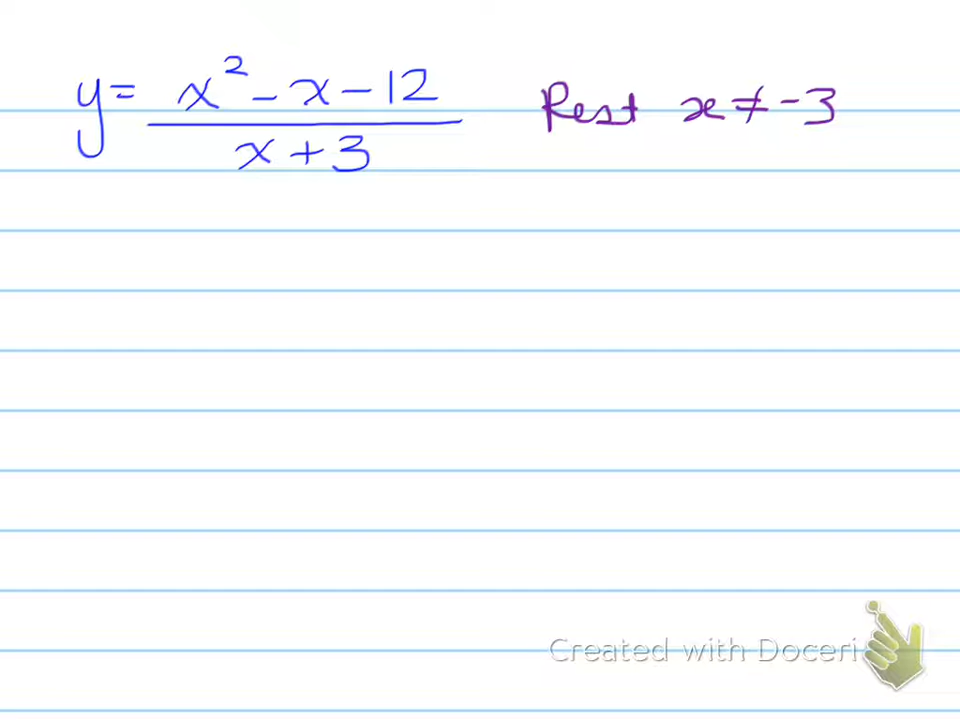 y = x² - x - 12 / x + 3 Rest x ≠ -3
Created with Doceri